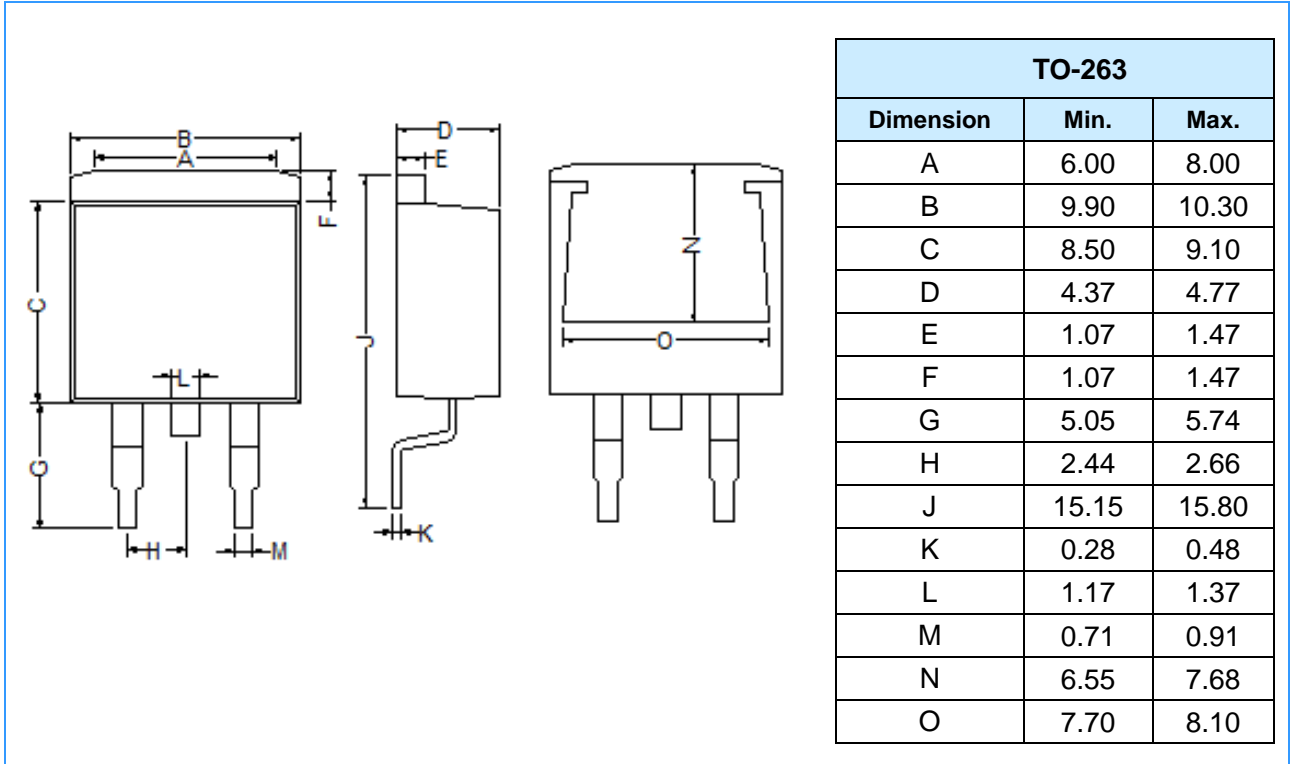 B
A
F
C
L
G
H
M
D
E
J
K
N
O
TO-263
Dimension Min. Max.
A 6.00 8.00
B 9.90 10.30
C 8.50 9.10
D 4.37 4.77
E 1.07 1.47
F 1.07 1.47
G 5.05 5.74
H 2.44 2.66
J 15.15 15.80
K 0.28 0.48
L 1.17 1.37
M 0.71 0.91
N 6.55 7.68
O 7.70 8.10